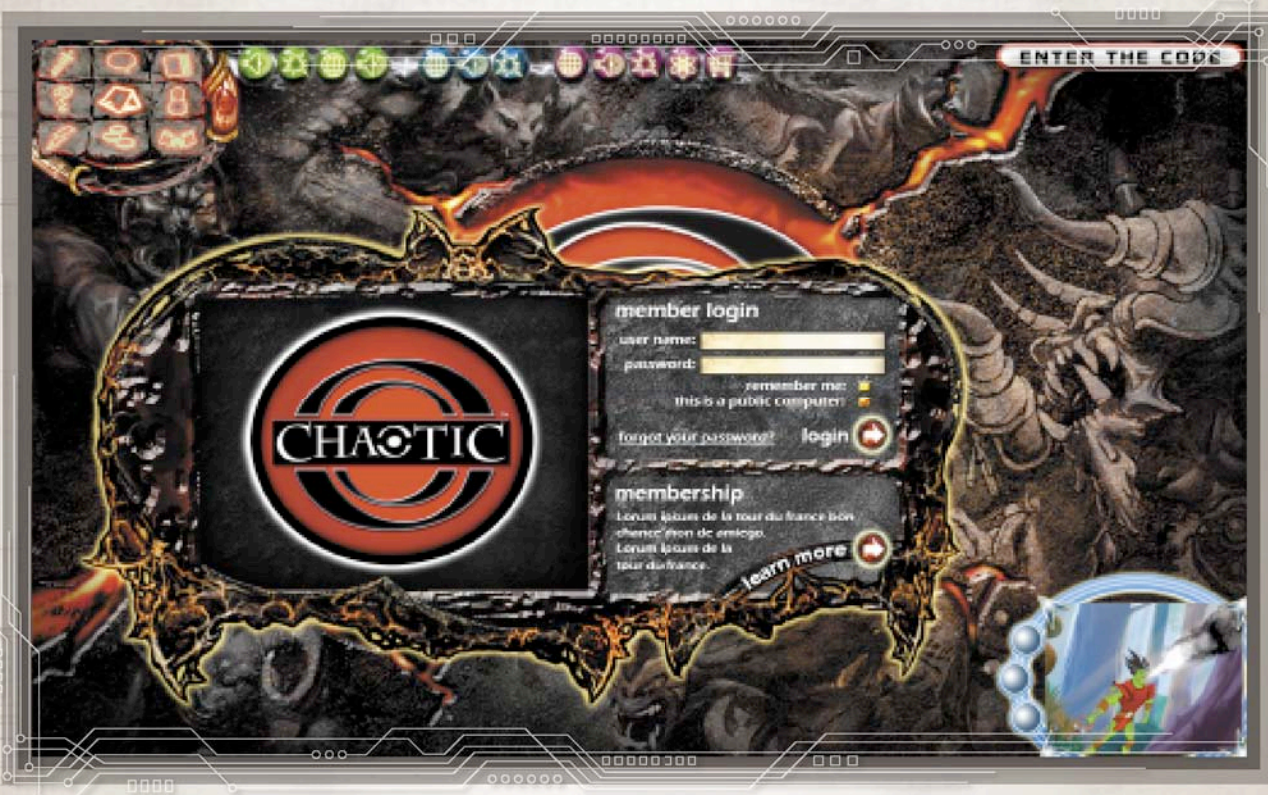 ENTER THE CODE
CHAOTIC
member login
user name:
password:
remember me:
this is a public computer:
forgot your password?
login
membership
Lorum ipsum de la tour du france bon
chance mon de amiego.
Lorum ipsum de la
tour du france.
learn more